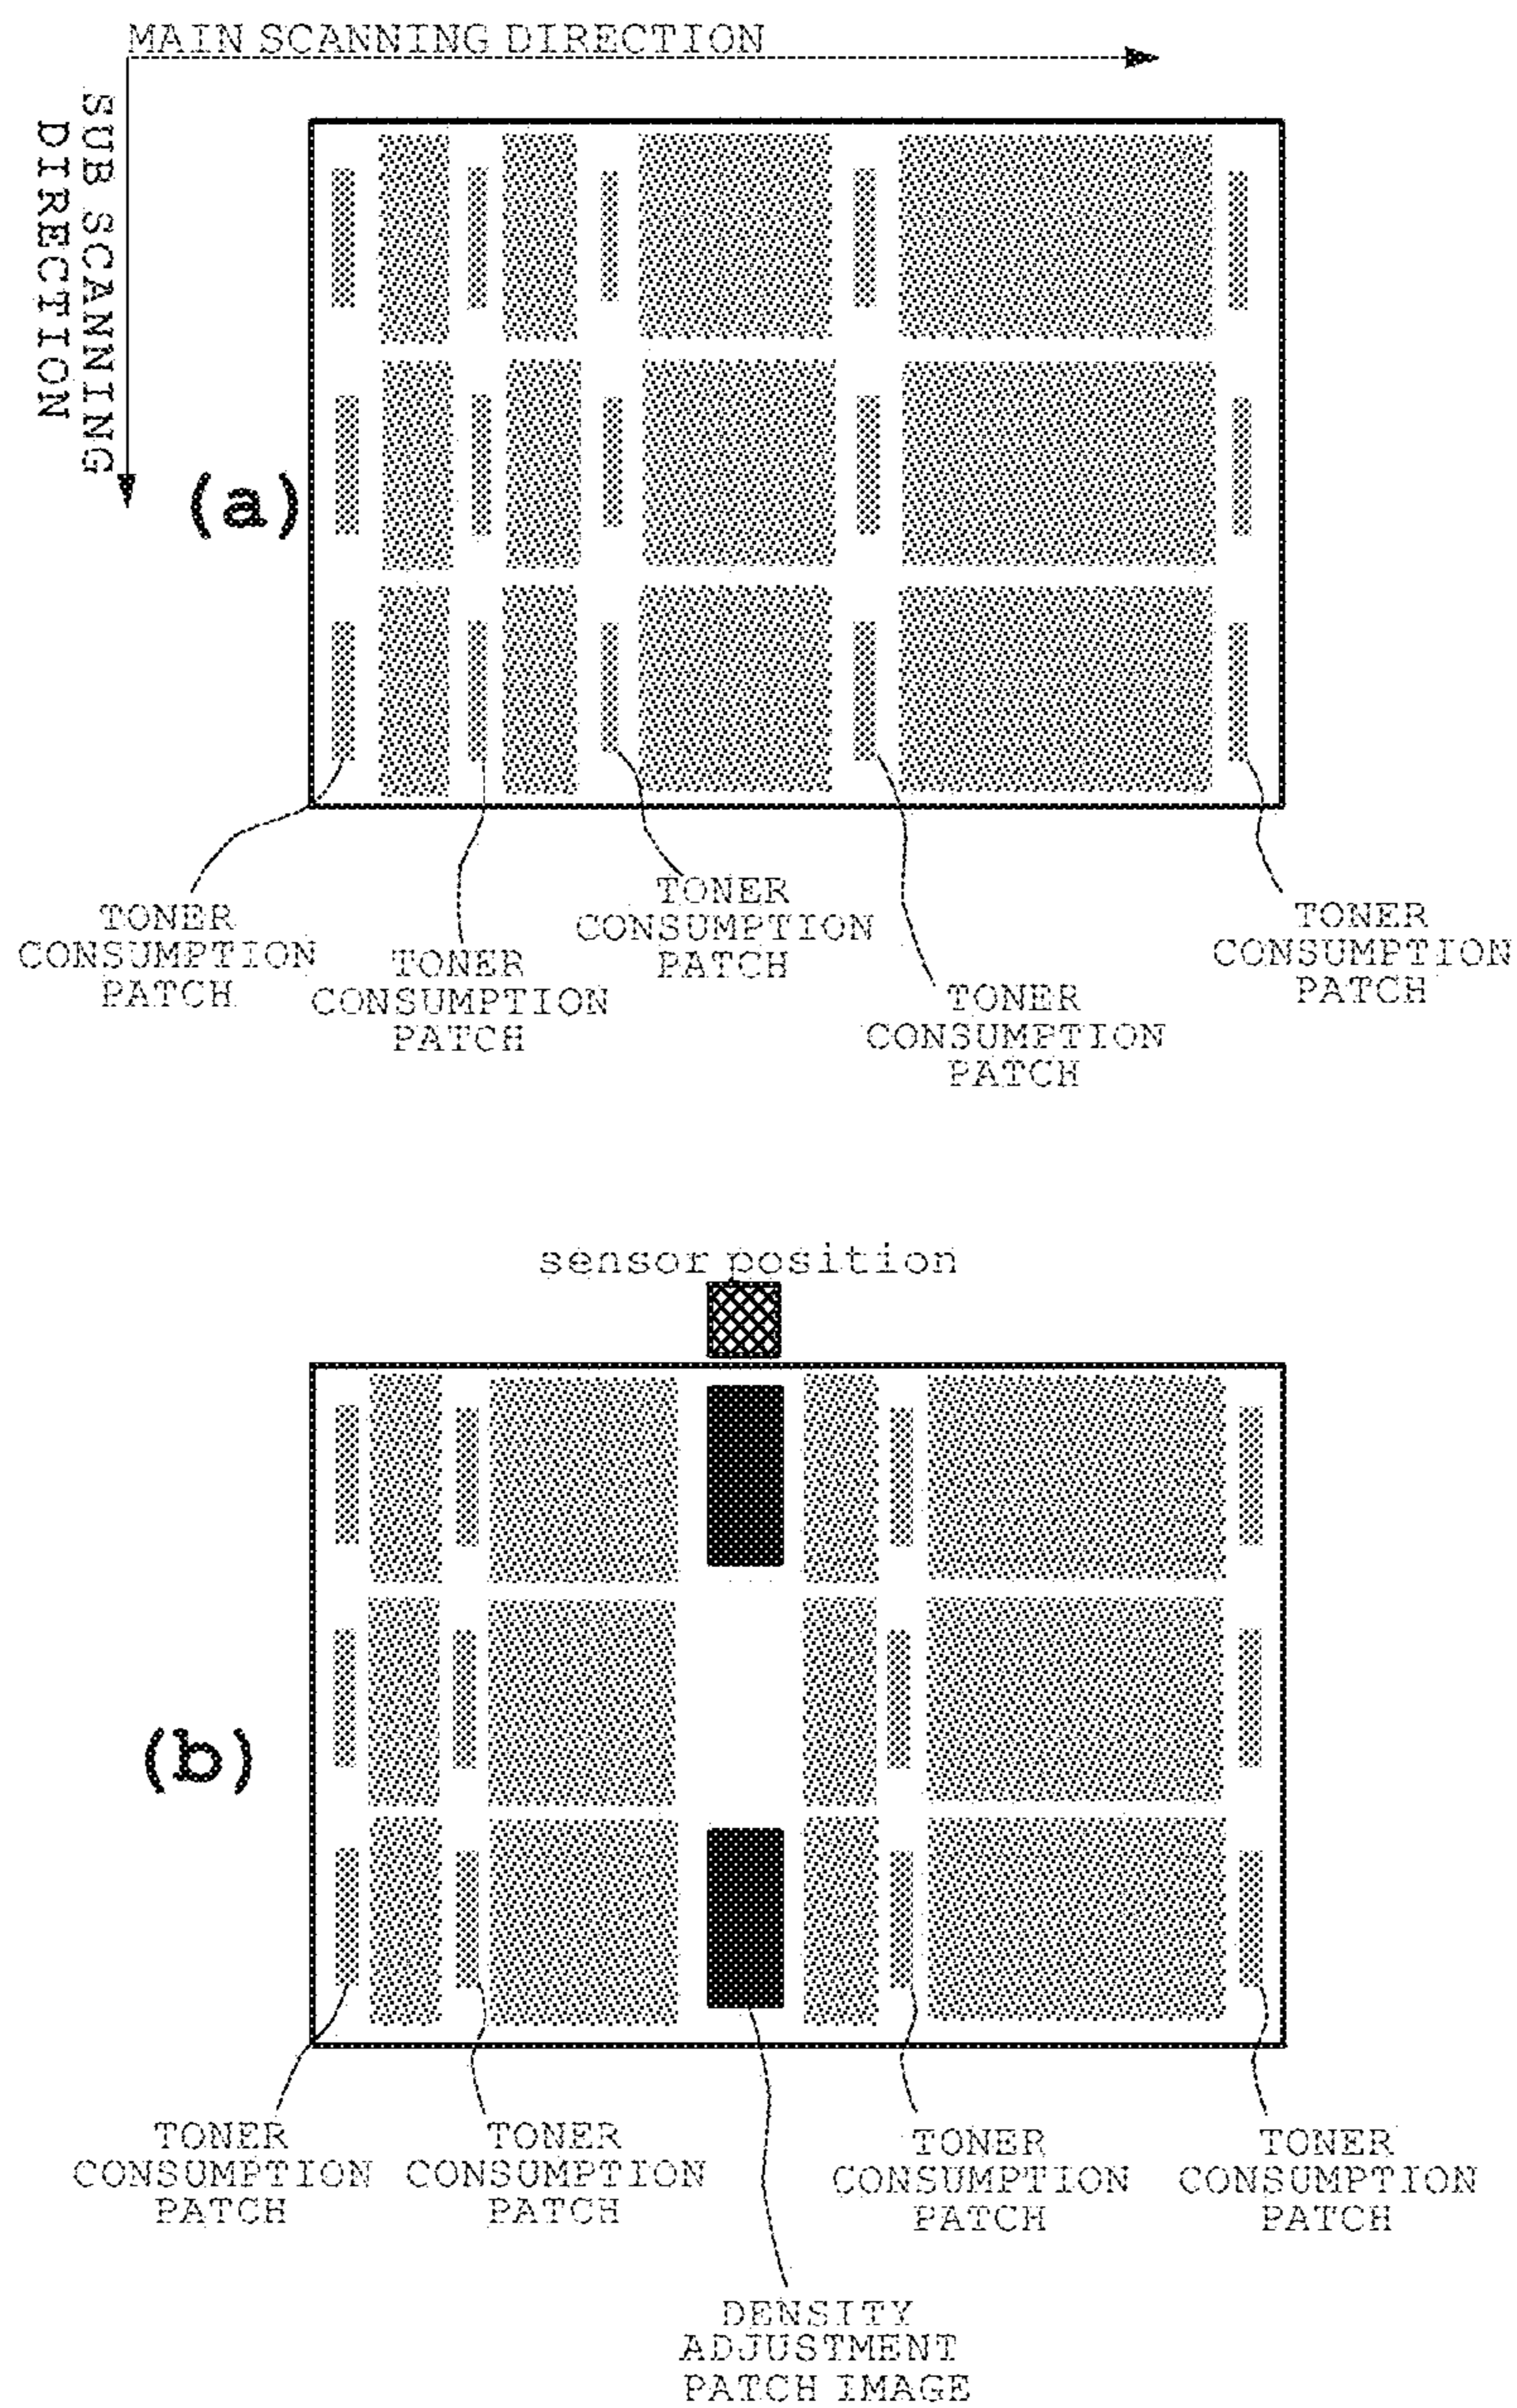 MAIN SCANNING DIRECTION
SUB SCANNING
DIRECTION
(a)
TONER
CONSUMPTION
PATCH
TONER
CONSUMPTION
PATCH
TONER
CONSUMPTION
PATCH
TONER
CONSUMPTION
PATCH
TONER
CONSUMPTION
PATCH
sensor position
(b)
TONER
CONSUMPTION
PATCH
TONER
CONSUMPTION
PATCH
TONER
CONSUMPTION
PATCH
TONER
CONSUMPTION
PATCH
DENSITY
ADJUSTMENT
PATCH IMAGE